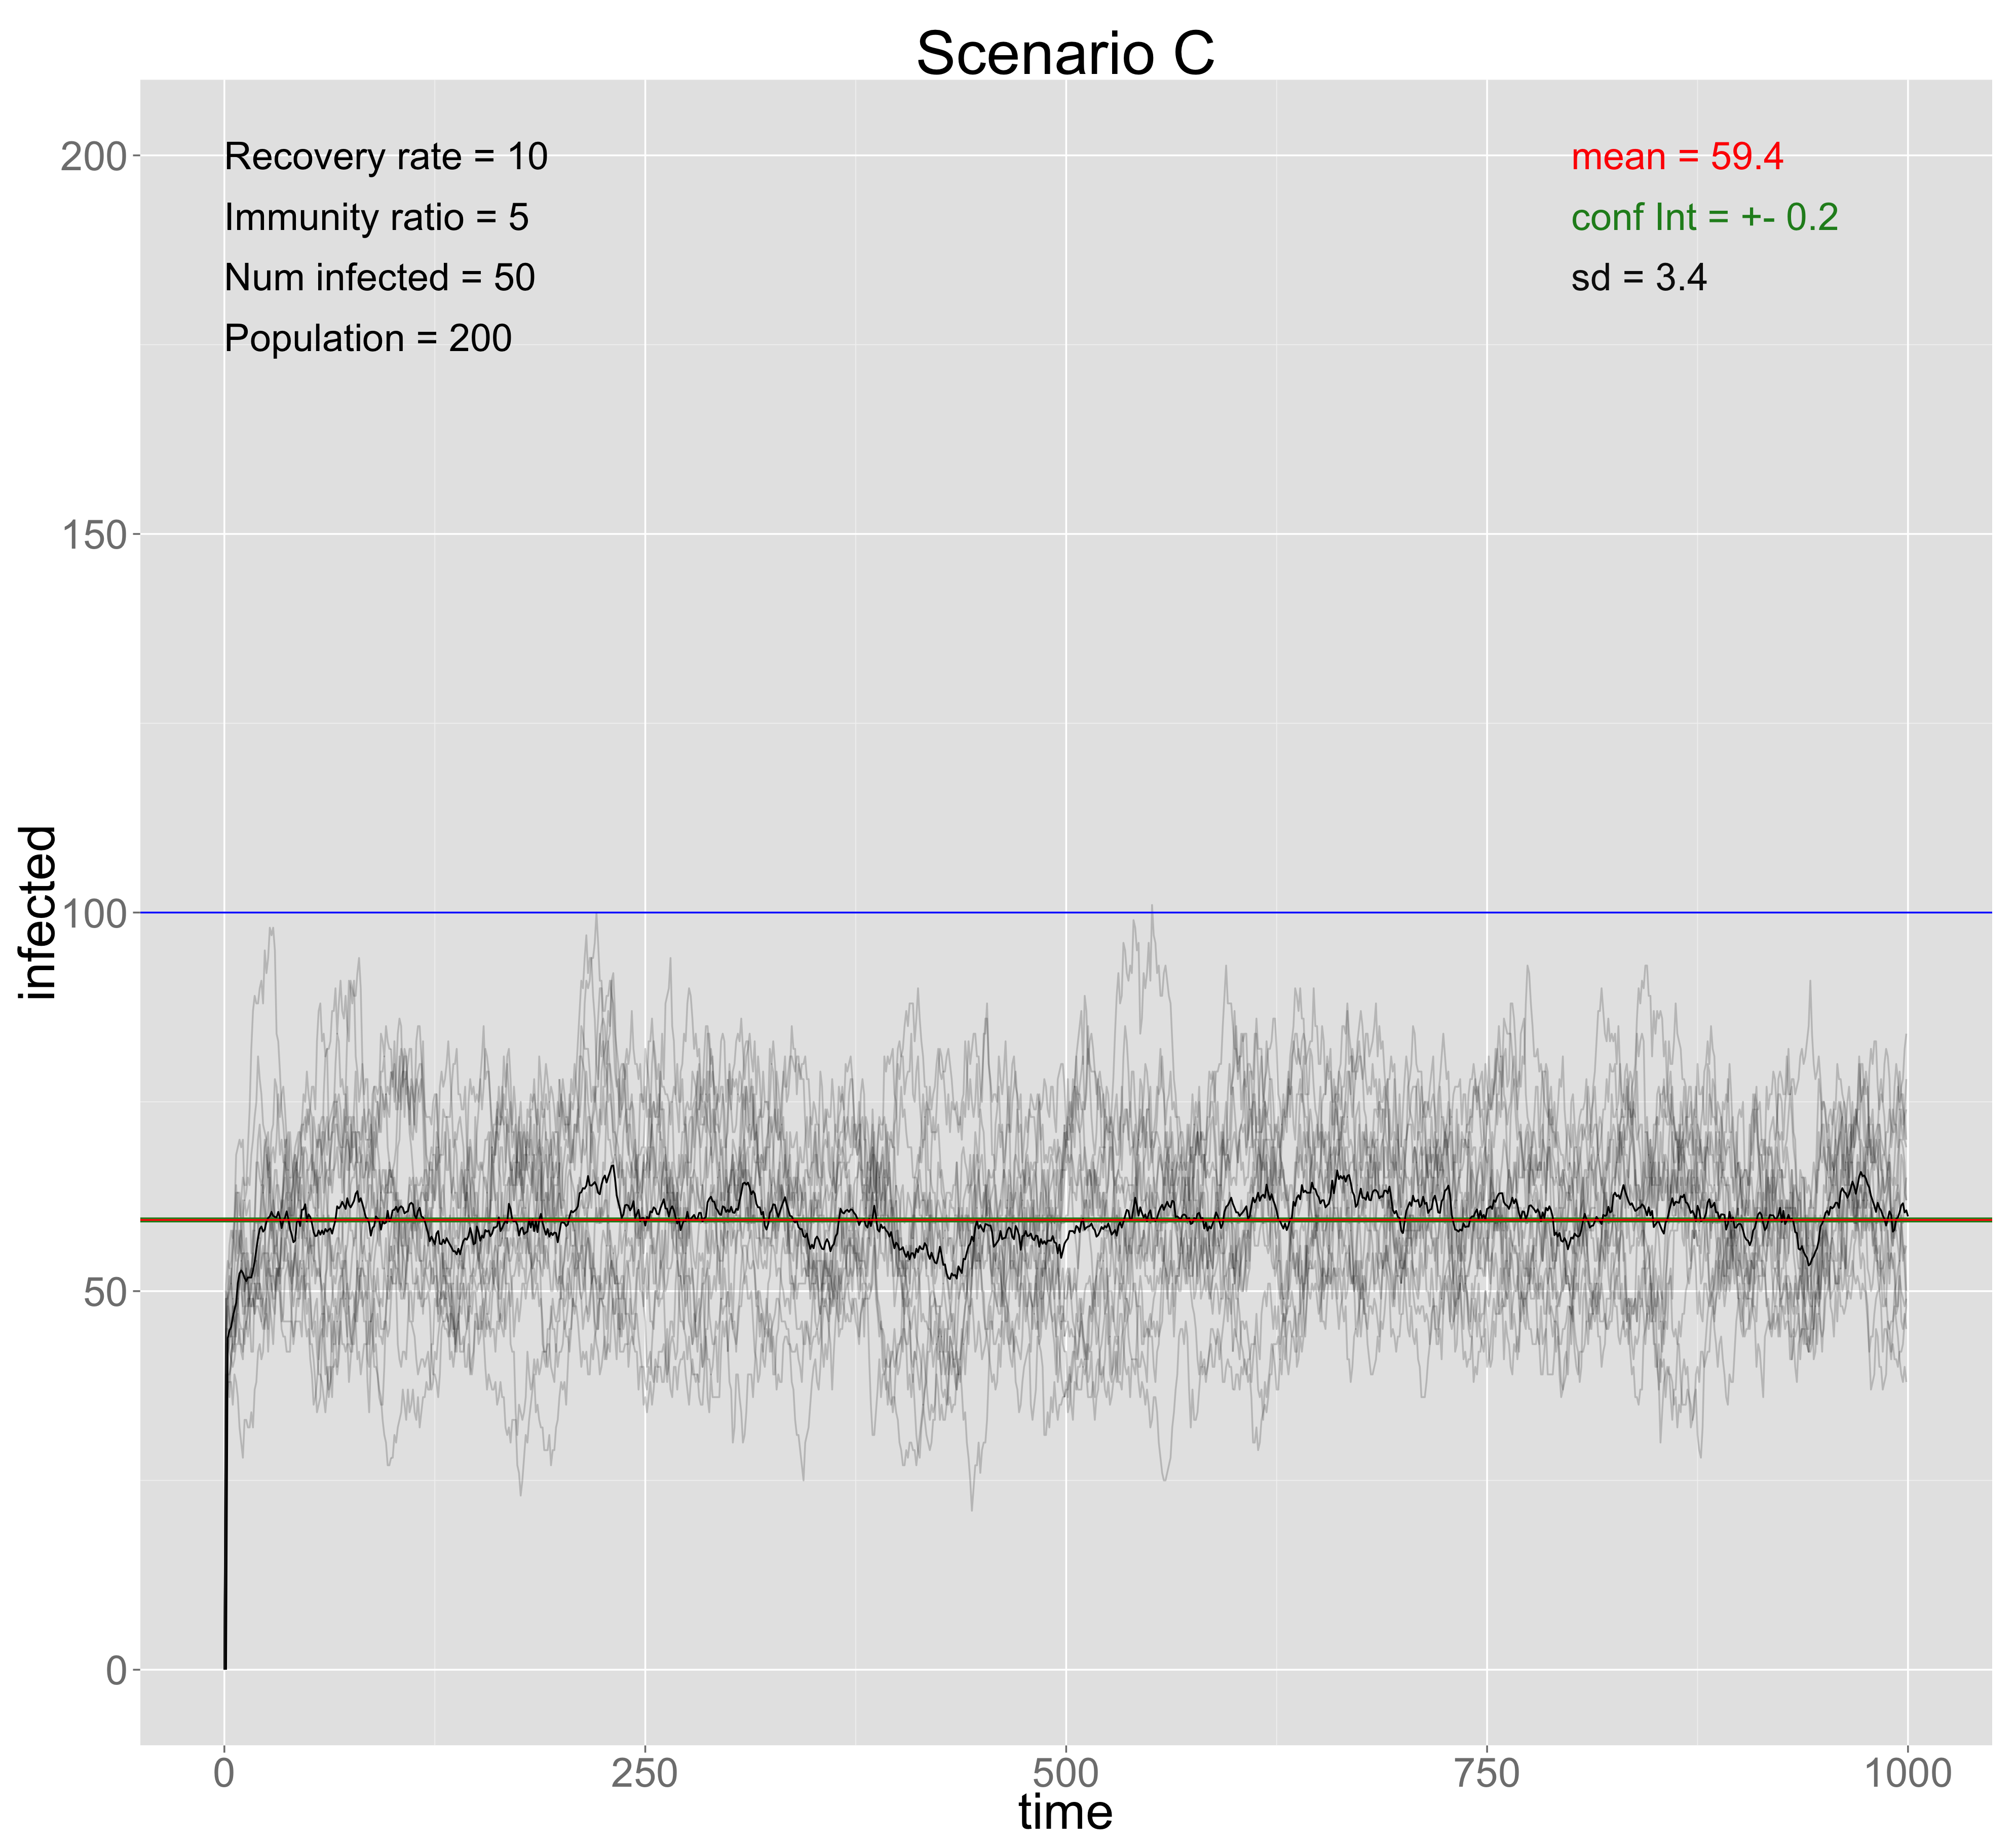 Scenario C
Recovery rate = 10
Immunity ratio = 5
Num infected = 50
Population = 200
mean = 59.4
conf Int = +- 0.2
sd = 3.4
infected
200
150
100
50
0
0 250 500 750 1000
time